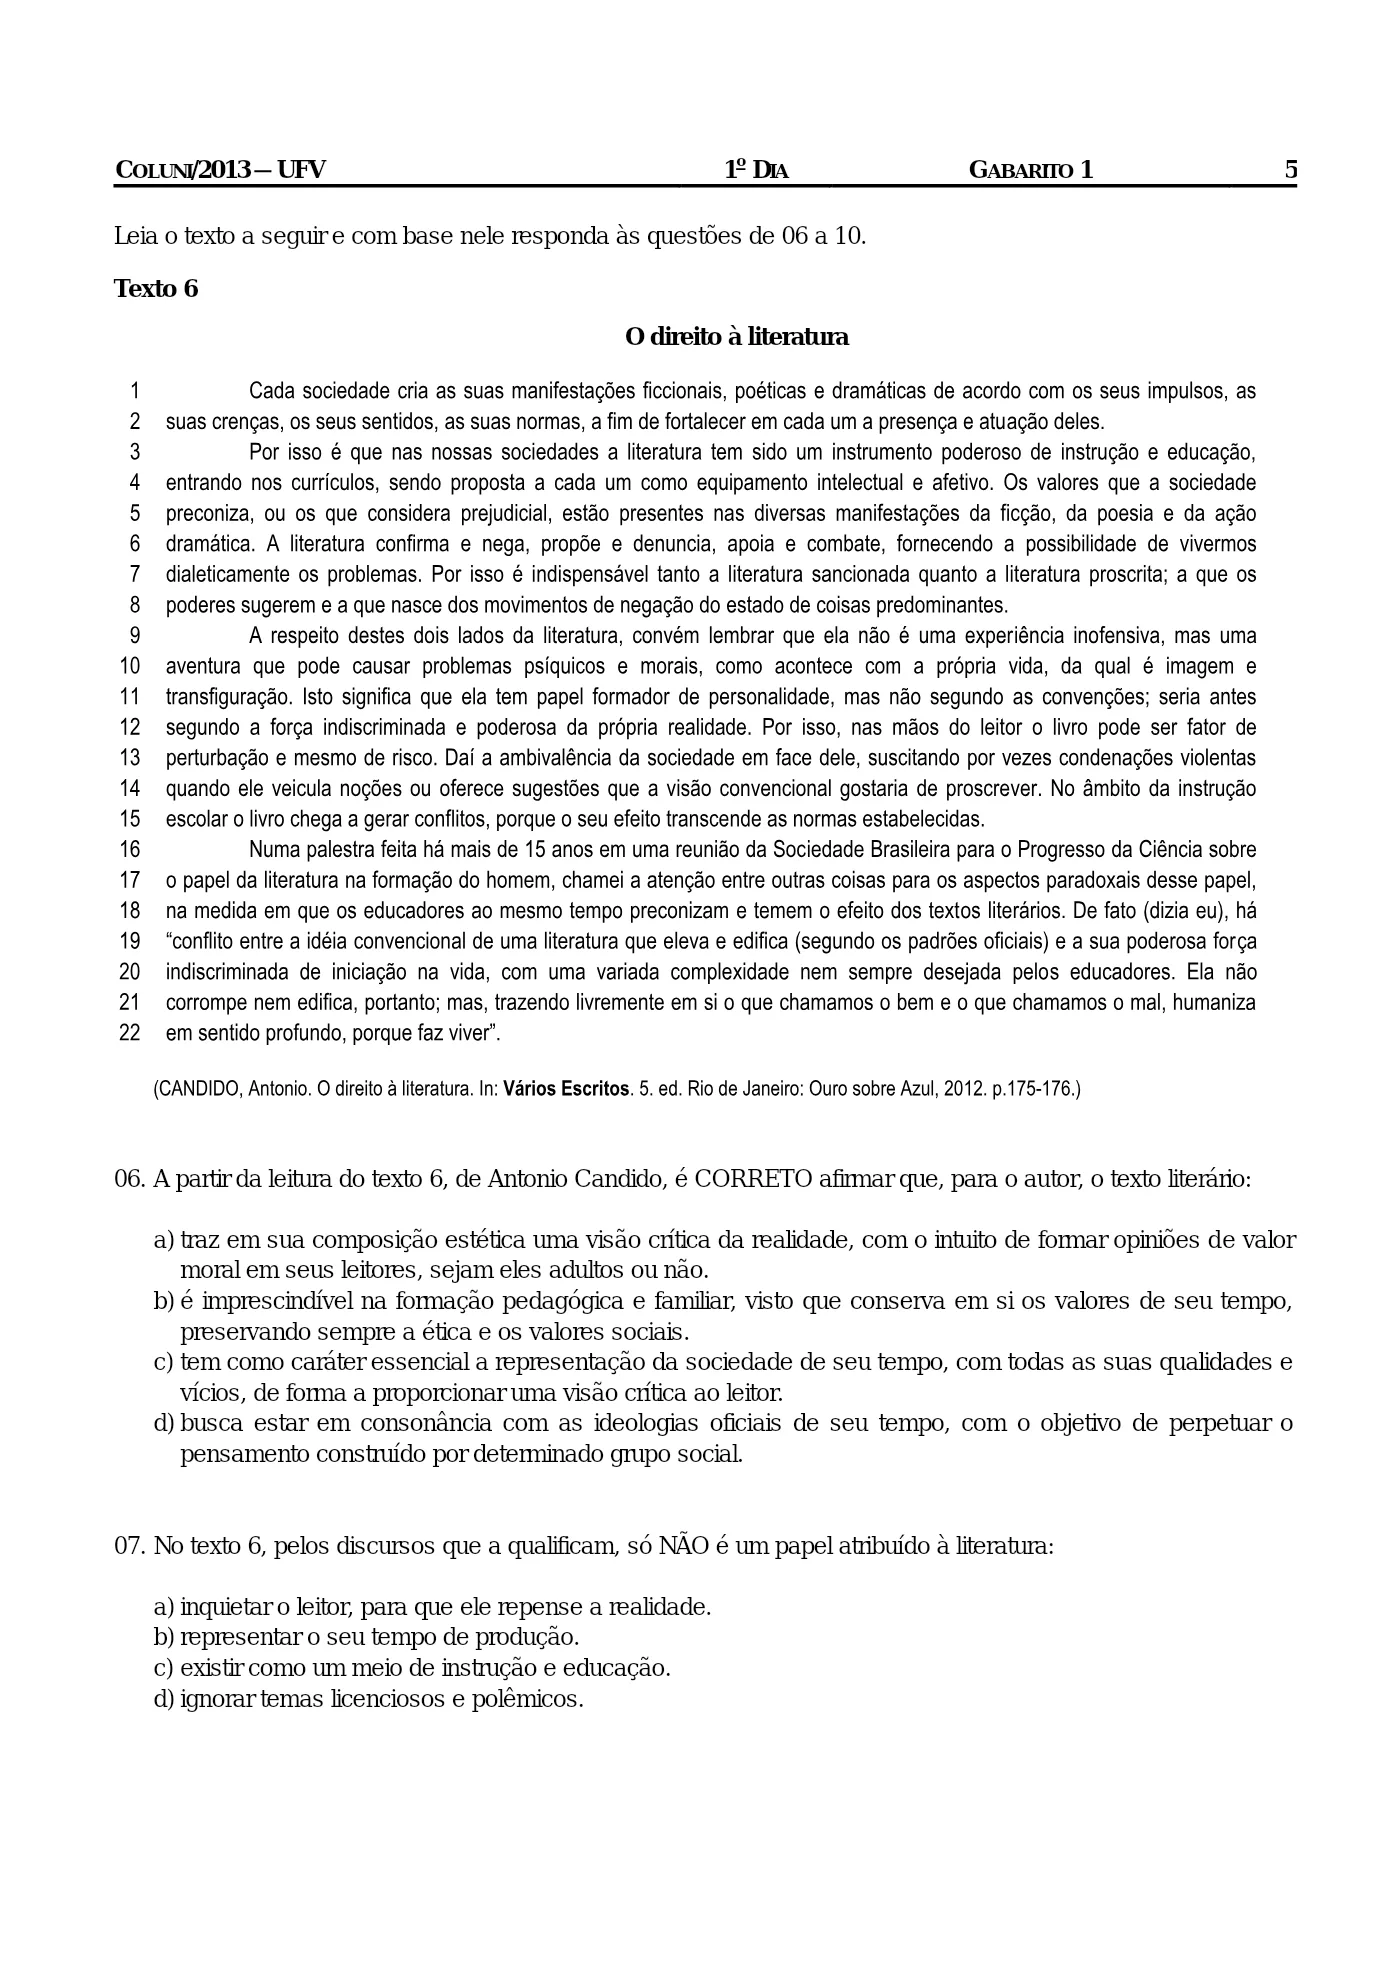 COLUNI/2013 – UFV 1º DIA GABARITO 1 5
Leia o texto a seguir e com base nele responda às questões de 06 a 10.
Texto 6
O direito à literatura
1 Cada sociedade cria as suas manifestações ficcionais, poéticas e dramáticas de acordo com os seus impulsos, as
2 suas crenças, os seus sentidos, as suas normas, a fim de fortalecer em cada um a presença e atuação deles.
3 Por isso é que nas nossas sociedades a literatura tem sido um instrumento poderoso de instrução e educação,
4 entrando nos currículos, sendo proposta a cada um como equipamento intelectual e afetivo. Os valores que a sociedade
5 preconiza, ou os que considera prejudicial, estão presentes nas diversas manifestações da ficção, da poesia e da ação
6 dramática. A literatura confirma e nega, propõe e denuncia, apoia e combate, fornecendo a possibilidade de vivermos
7 dialeticamente os problemas. Por isso é indispensável tanto a literatura sancionada quanto a literatura proscrita; a que os
8 poderes sugerem e a que nasce dos movimentos de negação do estado de coisas predominantes.
9 A respeito destes dois lados da literatura, convém lembrar que ela não é uma experiência inofensiva, mas uma
10 aventura que pode causar problemas psíquicos e morais, como acontece com a própria vida, da qual é imagem e
11 transfiguração. Isto significa que ela tem papel formador de personalidade, mas não segundo as convenções; seria antes
12 segundo a força indiscriminada e poderosa da própria realidade. Por isso, nas mãos do leitor o livro pode ser fator de
13 perturbação e mesmo de risco. Daí a ambivalência da sociedade em face dele, suscitando por vezes condenações violentas
14 quando ele veicula noções ou oferece sugestões que a visão convencional gostaria de proscrever. No âmbito da instrução
15 escolar o livro chega a gerar conflitos, porque o seu efeito transcende as normas estabelecidas.
16 Numa palestra feita há mais de 15 anos em uma reunião da Sociedade Brasileira para o Progresso da Ciência sobre
17 o papel da literatura na formação do homem, chamei a atenção entre outras coisas para os aspectos paradoxais desse papel,
18 na medida em que os educadores ao mesmo tempo preconizam e temem o efeito dos textos literários. De fato (dizia eu), há
19 “conflito entre a idéia convencional de uma literatura que eleva e edifica (segundo os padrões oficiais) e a sua poderosa força
20 indiscriminada de iniciação na vida, com uma variada complexidade nem sempre desejada pelos educadores. Ela não
21 corrompe nem edifica, portanto; mas, trazendo livremente em si o que chamamos o bem e o que chamamos o mal, humaniza
22 em sentido profundo, porque faz viver”.
(CANDIDO, Antonio. O direito à literatura. In: Vários Escritos. 5. ed. Rio de Janeiro: Ouro sobre Azul, 2012. p.175-176.)
06. A partir da leitura do texto 6, de Antonio Candido, é CORRETO afirmar que, para o autor, o texto literário:
a) traz em sua composição estética uma visão crítica da realidade, com o intuito de formar opiniões de valor
moral em seus leitores, sejam eles adultos ou não.
b) é imprescindível na formação pedagógica e familiar, visto que conserva em si os valores de seu tempo,
preservando sempre a ética e os valores sociais.
c) tem como caráter essencial a representação da sociedade de seu tempo, com todas as suas qualidades e
vícios, de forma a proporcionar uma visão crítica ao leitor.
d) busca estar em consonância com as ideologias oficiais de seu tempo, com o objetivo de perpetuar o
pensamento construído por determinado grupo social.
07. No texto 6, pelos discursos que a qualificam, só NÃO é um papel atribuído à literatura:
a) inquietar o leitor, para que ele repense a realidade.
b) representar o seu tempo de produção.
c) existir como um meio de instrução e educação.
d) ignorar temas licenciosos e polêmicos.